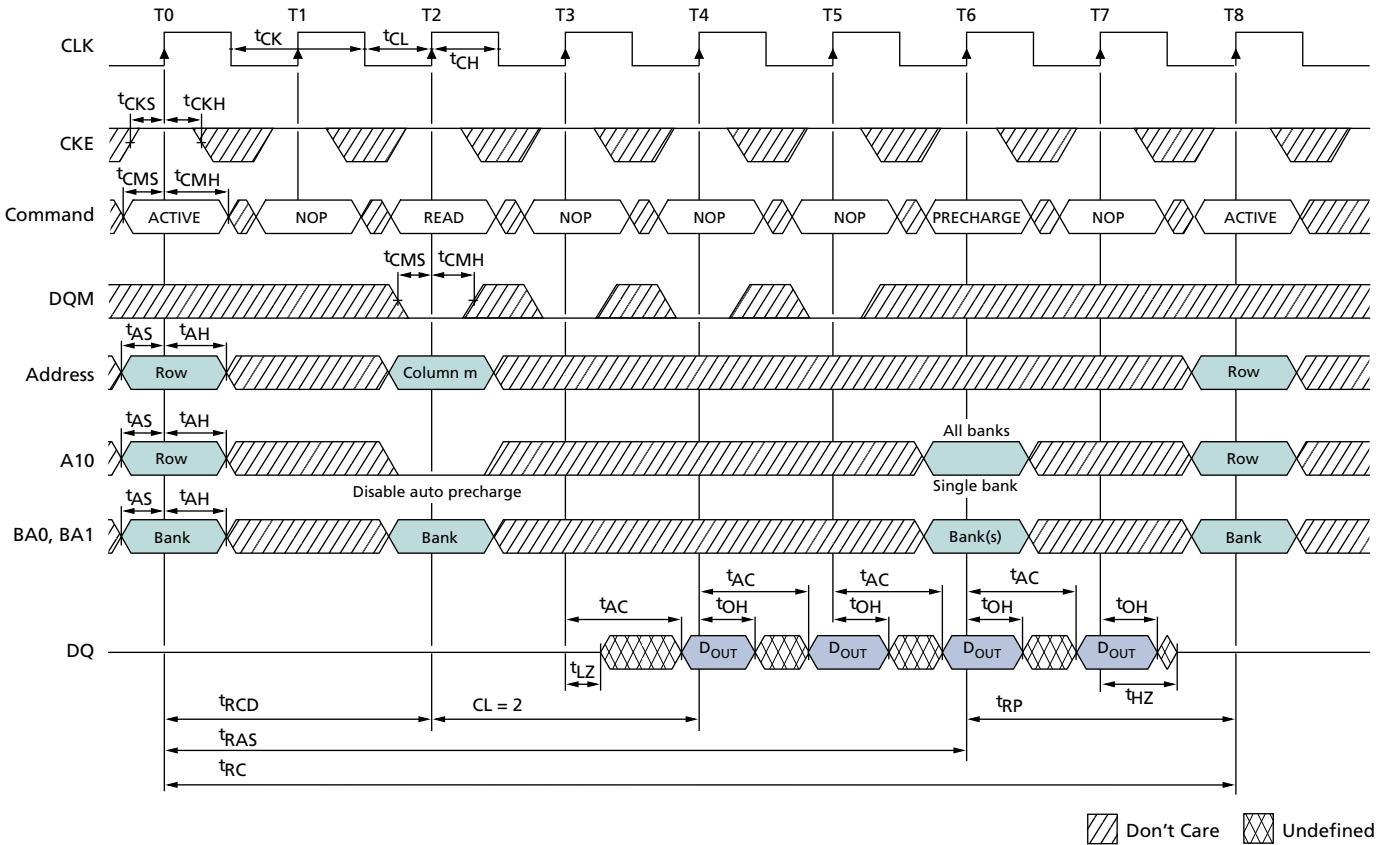 T0 T1 T2 T3 T4 T5 T6 T7 T8
CLK
tCK tCL
tCH
tCKS tCKH
CKE
tCMS tCMH
Command ACTIVE NOP READ NOP NOP NOP PRECHARGE NOP ACTIVE
tCMS tCMH
DQM
tAS tAH
Address Row Column m Row
tAS tAH
All banks
A10 Row Row
Disable auto precharge Single bank
tAS tAH
BA0, BA1 Bank Bank Bank(s) Bank
tAC tAC tAC
tAC tOH tOH tOH tOH
DQ DOUT DOUT DOUT DOUT
tLZ tHZ
tRCD CL = 2 tRP
tRAS
tRC
Don't Care Undefined